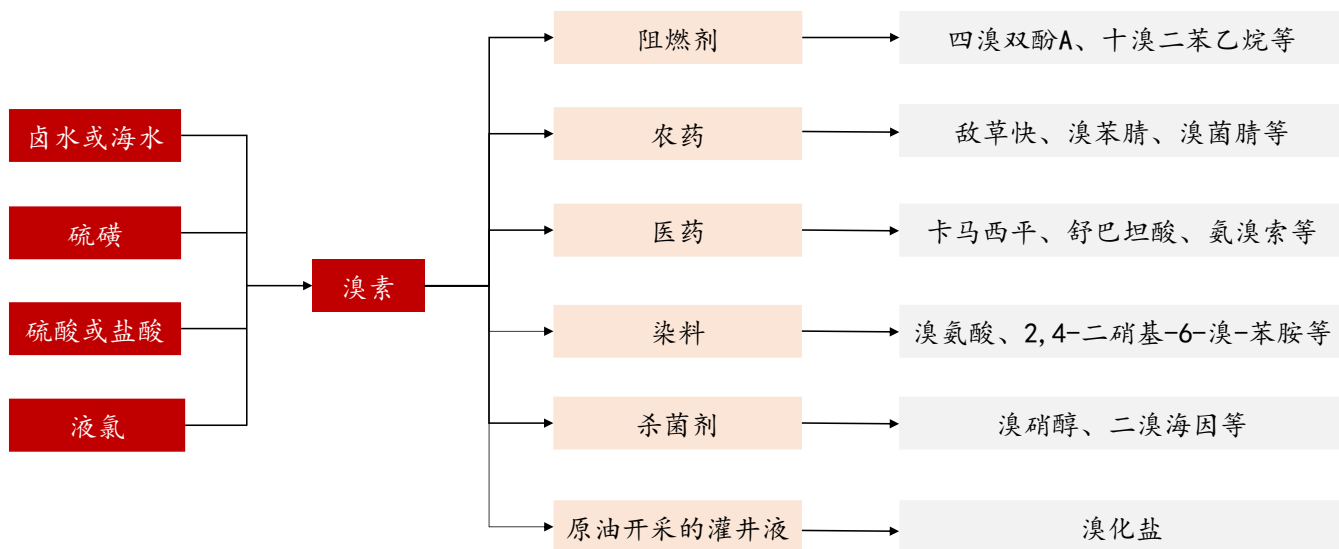 阻燃剂
四溴双酚A、十溴二苯乙烷等
卤水或海水
农药
敌草快、溴苯腈、溴菌腈等
硫磺
医药
卡马西平、舒巴坦酸、氨溴索等
溴素
硫酸或盐酸
染料
溴氨酸、2,4-二硝基-6-溴-苯胺等
液氯
杀菌剂
溴硝醇、二溴海因等
原油开采的灌井液
溴化盐